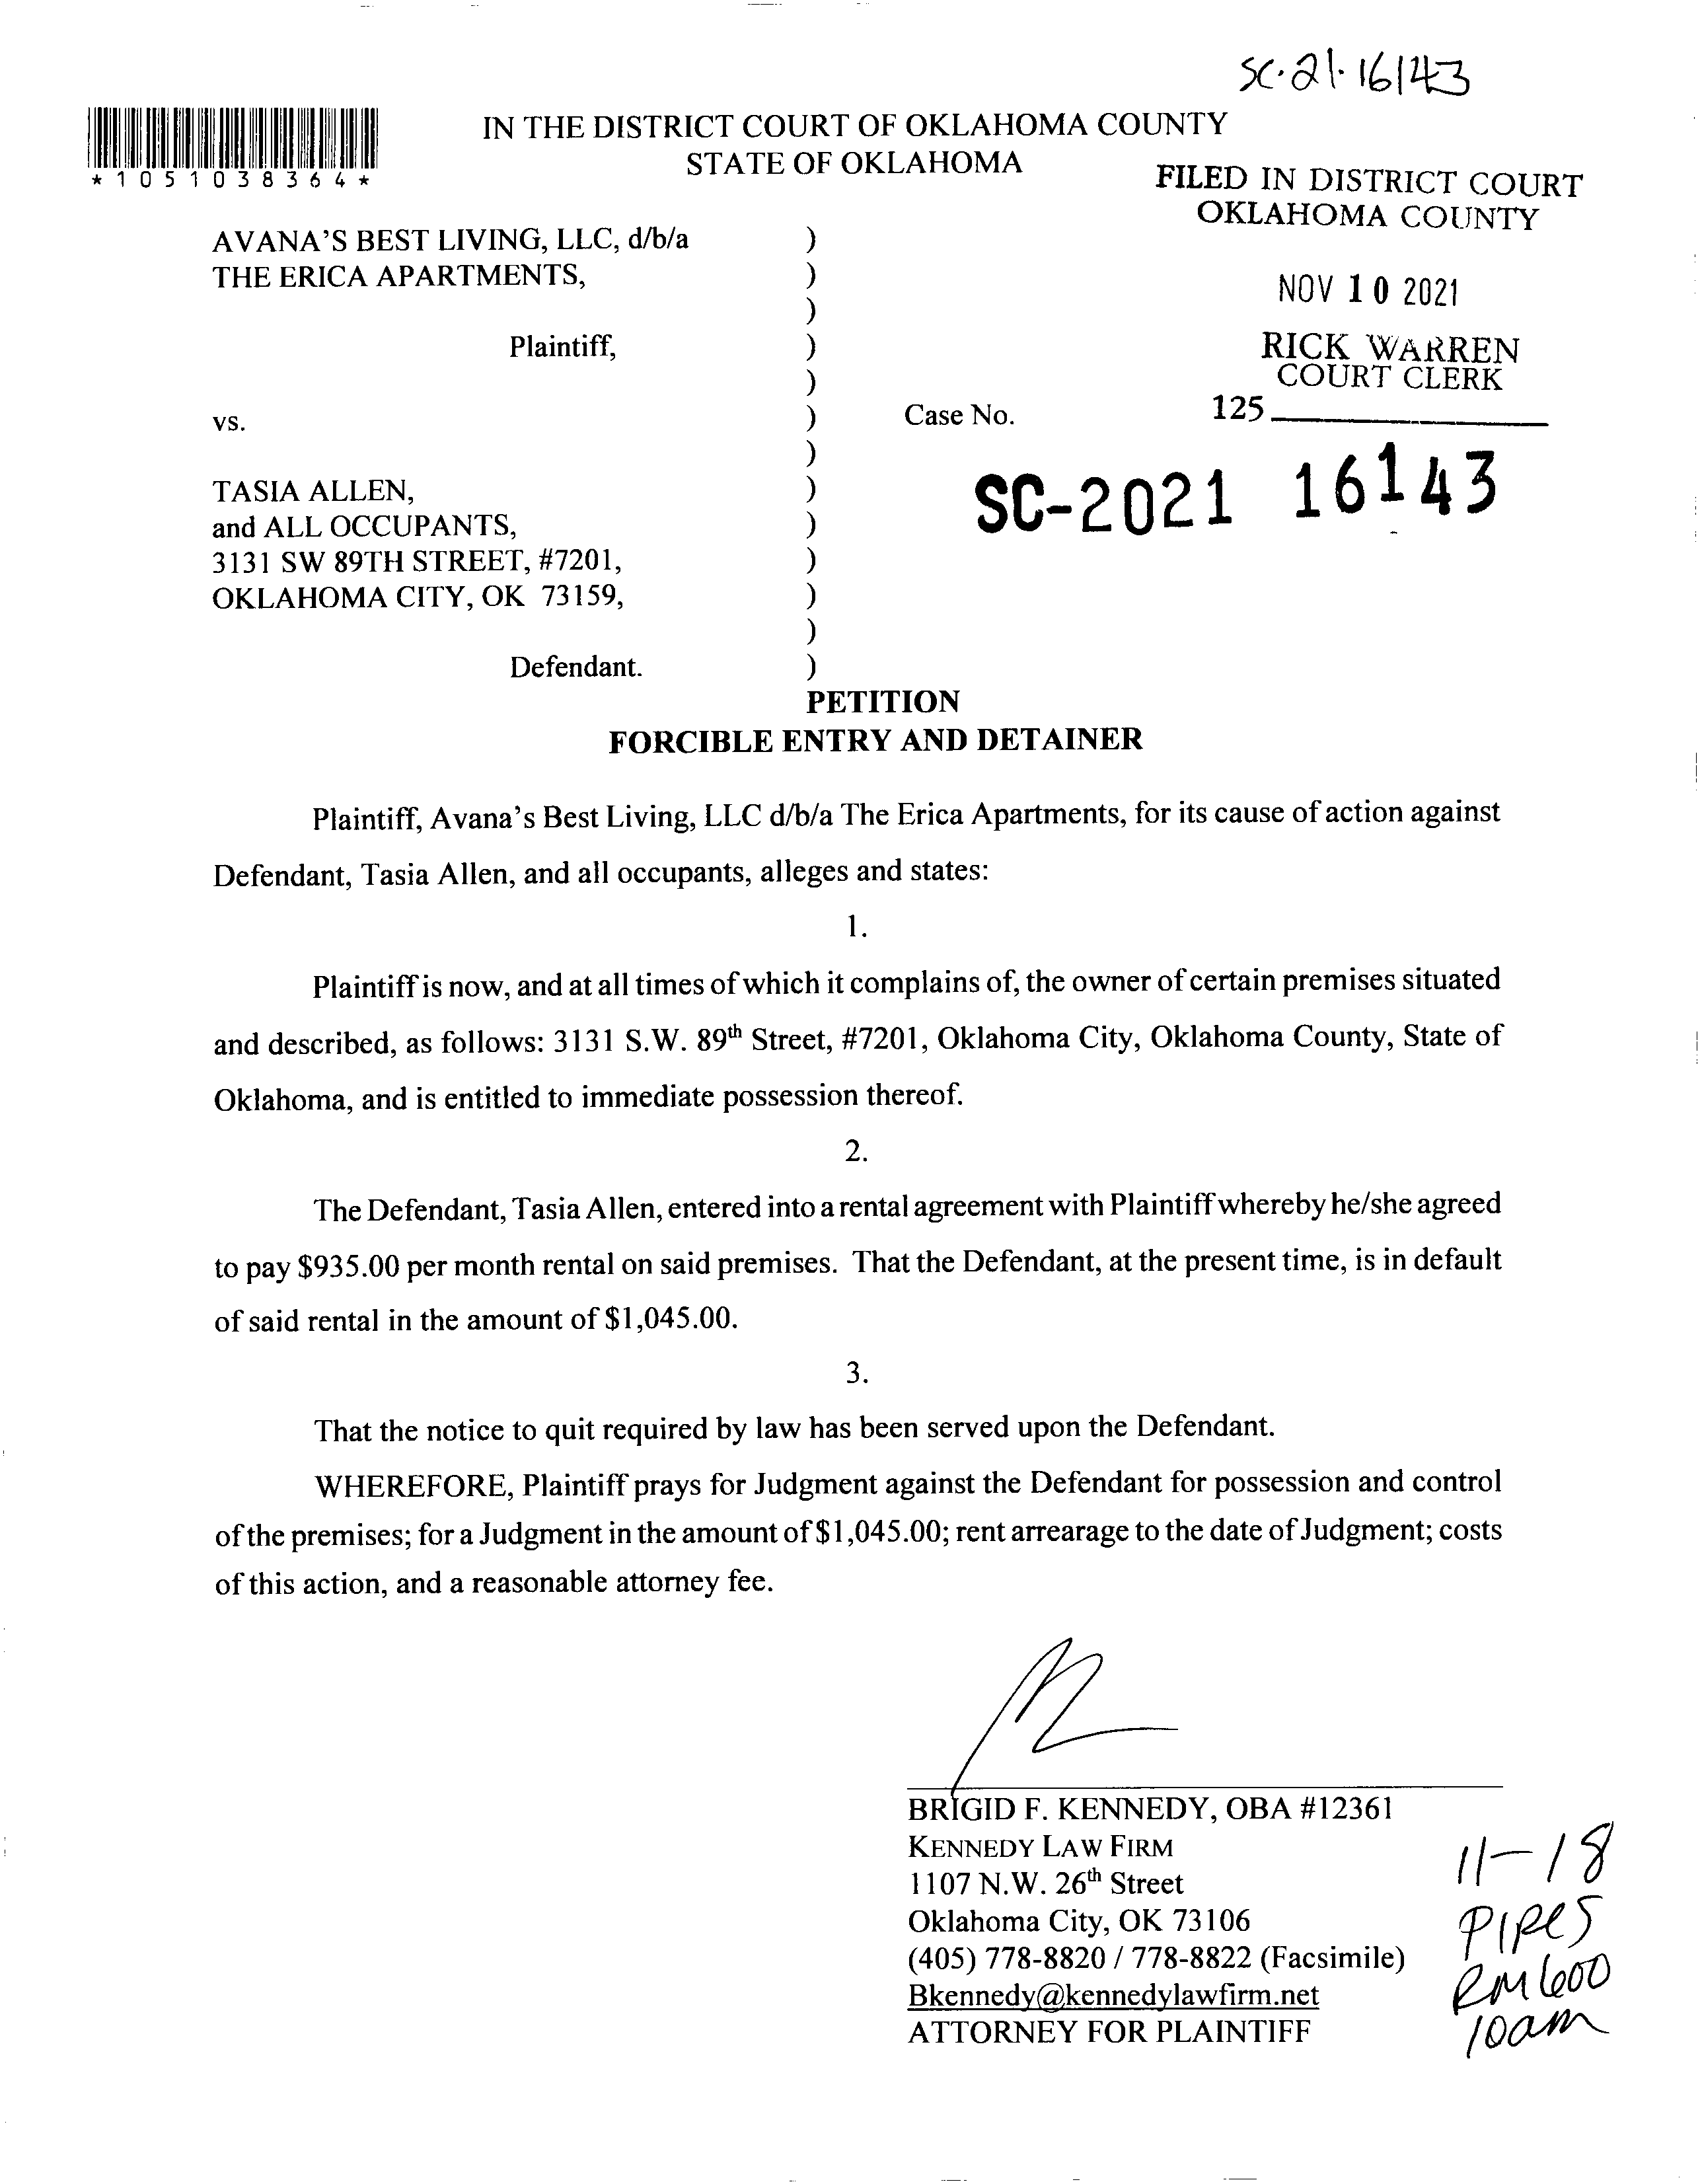 SC-21-16143
IN THE DISTRICT COURT OF OKLAHOMA COUNTY
STATE OF OKLAHOMA
*1051038364*
FILED IN DISTRICT COURT
OKLAHOMA COUNTY
NOV 10 2021
RICK WARREN
COURT CLERK
125
AVANA'S BEST LIVING, LLC, d/b/a )
THE ERICA APARTMENTS, )
)
Plaintiff, )
)
vs. ) Case No.
)
SC-2021 16143
TASIA ALLEN, )
and ALL OCCUPANTS, )
3131 SW 89TH STREET, #7201, )
OKLAHOMA CITY, OK 73159, )
)
Defendant. )
PETITION
FORCIBLE ENTRY AND DETAINER
Plaintiff, Avana's Best Living, LLC d/b/a The Erica Apartments, for its cause of action against
Defendant, Tasia Allen, and all occupants, alleges and states:
1.
Plaintiff is now, and at all times of which it complains of, the owner of certain premises situated
and described, as follows: 3131 S.W. 89th Street, #7201, Oklahoma City, Oklahoma County, State of
Oklahoma, and is entitled to immediate possession thereof.
2.
The Defendant, Tasia Allen, entered into a rental agreement with Plaintiff whereby he/she agreed
to pay $935.00 per month rental on said premises. That the Defendant, at the present time, is in default
of said rental in the amount of $1,045.00.
3.
That the notice to quit required by law has been served upon the Defendant.
WHEREFORE, Plaintiff prays for Judgment against the Defendant for possession and control
of the premises; for a Judgment in the amount of $1,045.00; rent arrearage to the date of Judgment; costs
of this action, and a reasonable attorney fee.
BRIGID F. KENNEDY, OBA #12361
KENNEDY LAW FIRM
1107 N.W. 26th Street
Oklahoma City, OK 73106
(405) 778-8820 / 778-8822 (Facsimile)
Bkennedy@kennedylawfirm.net
ATTORNEY FOR PLAINTIFF
11-18
PIPES
RM 600
10am